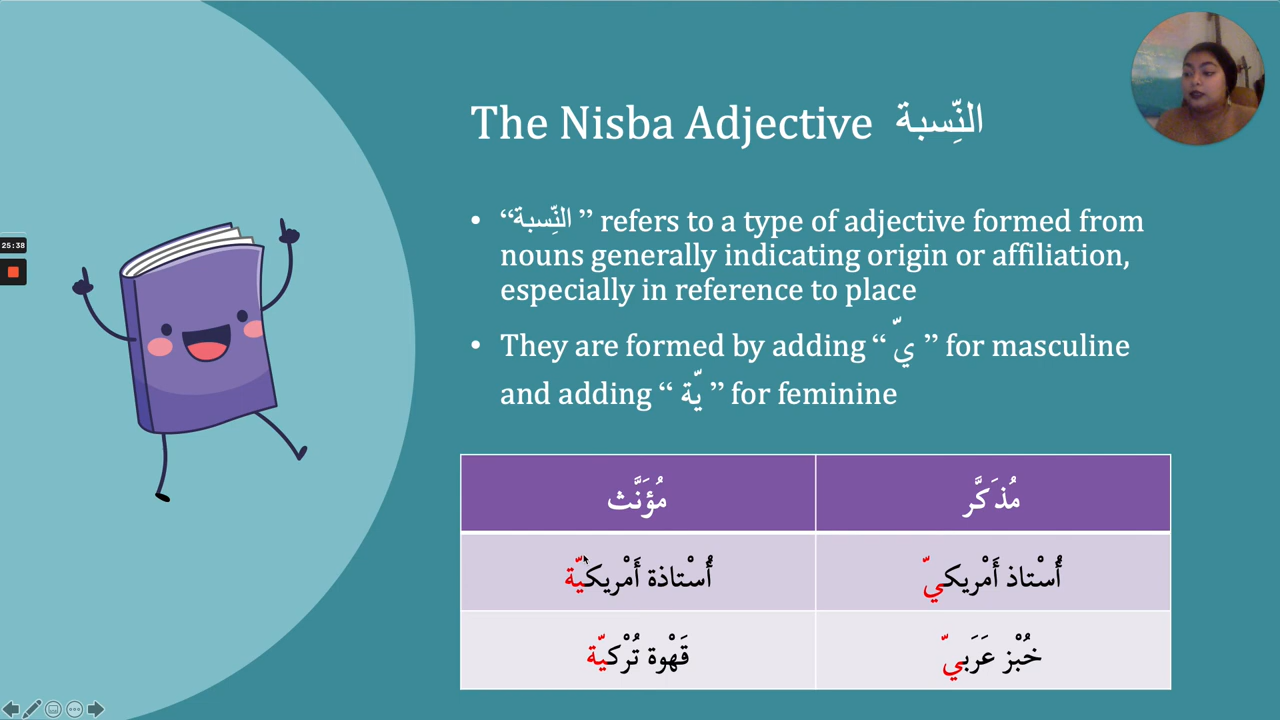 The Nisba Adjective النِّسبة
• “النِّسبة ” refers to a type of adjective formed from
nouns generally indicating origin or affiliation,
especially in reference to place
• They are formed by adding “ يّ ” for masculine
and adding “ يّة ” for feminine
مُذَكَّر
مُؤَنَّث
أُسْتاذ أَمْريكيّ
أُسْتاذة أَمْريكيّة
خُبْز عَرَبيّ
قَهْوة تُرْكيّة
25:38